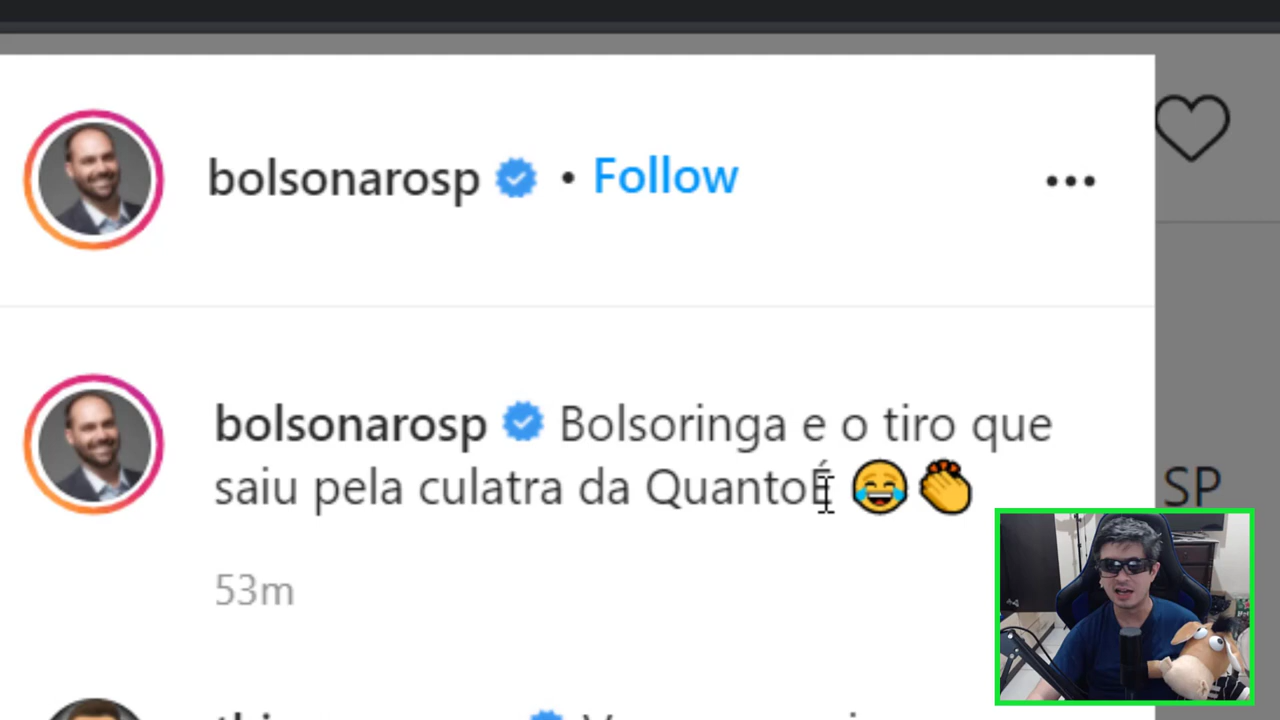 bolsonarosp • Follow
bolsonarosp Bolsoringa e o tiro que
saiu pela culatra da QuantoÉ 😂👏
SP
53m